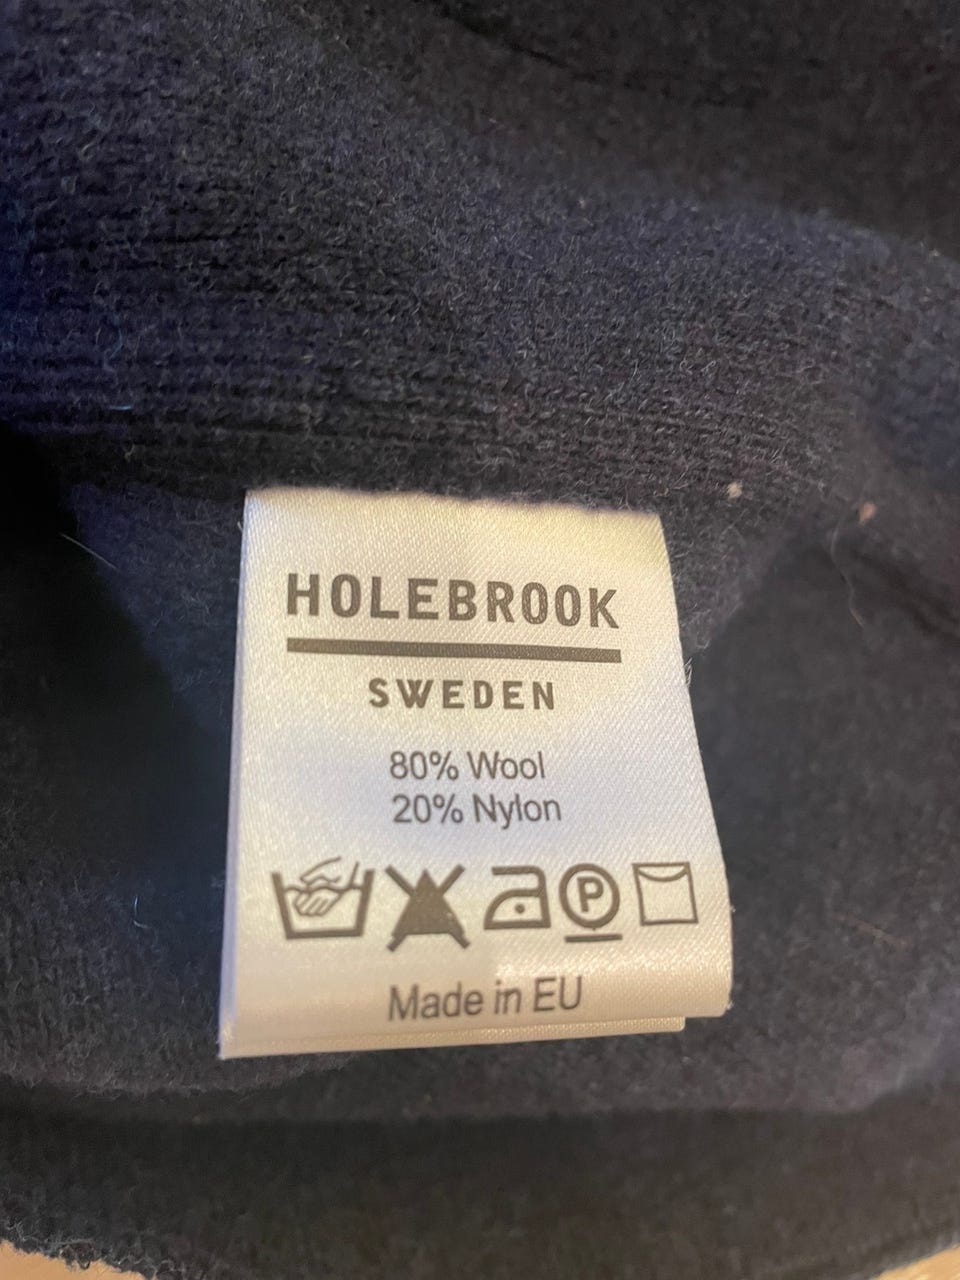 HOLEBROOK
SWEDEN
80% Wool
20% Nylon
P
Made in EU